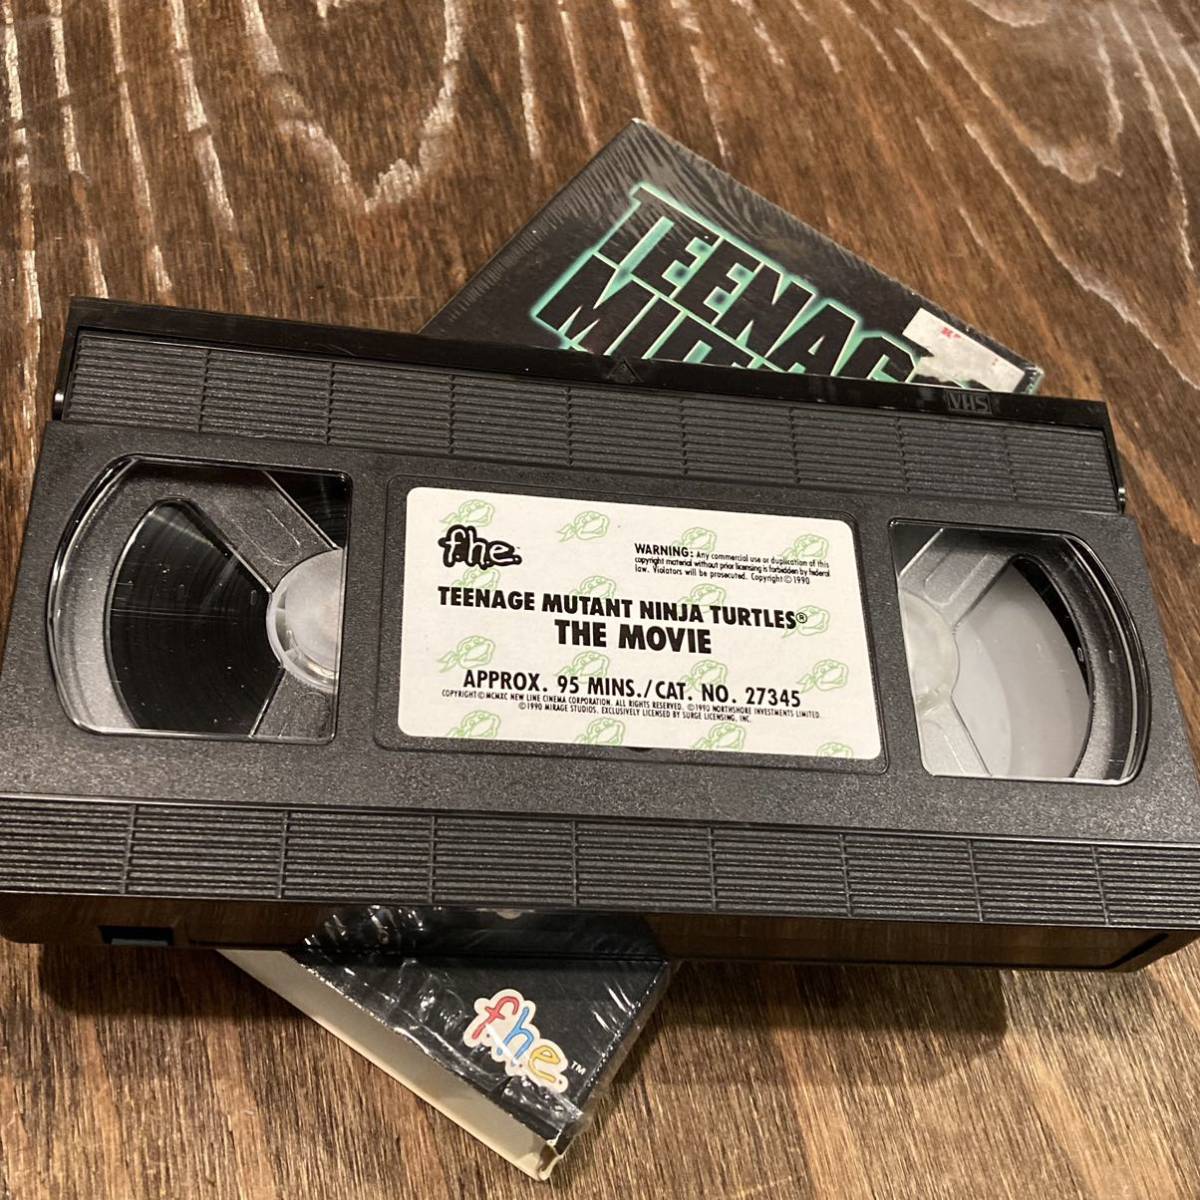 TEENAG
VHS
f.h.e.
WARNING: Any commercial use or duplication of this
copyright material without prior licensing is forbidden by federal
law. Violators will be prosecuted. Copyright © 1990
TEENAGE MUTANT NINJA TURTLES®
THE MOVIE
APPROX. 95 MINS./CAT. NO. 27345
COPYRIGHT © MCMXC NEW LINE CINEMA CORPORATION. ALL RIGHTS RESERVED. © 1990 NORTHSHORE INVESTMENTS LIMITED
© 1990 MIRAGE STUDIOS. EXCLUSIVELY LICENSED BY SURGE LICENSING, INC.
f.h.e.™